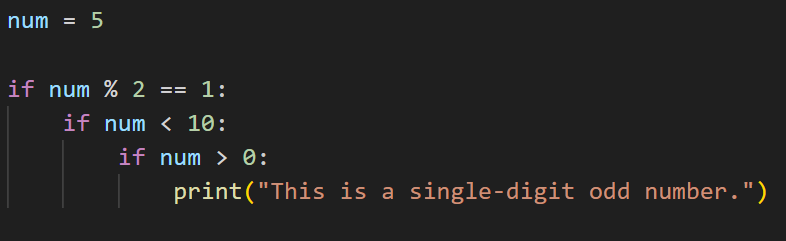 num = 5
if num % 2 == 1:
    if num < 10:
        if num > 0:
            print("This is a single-digit odd number.")